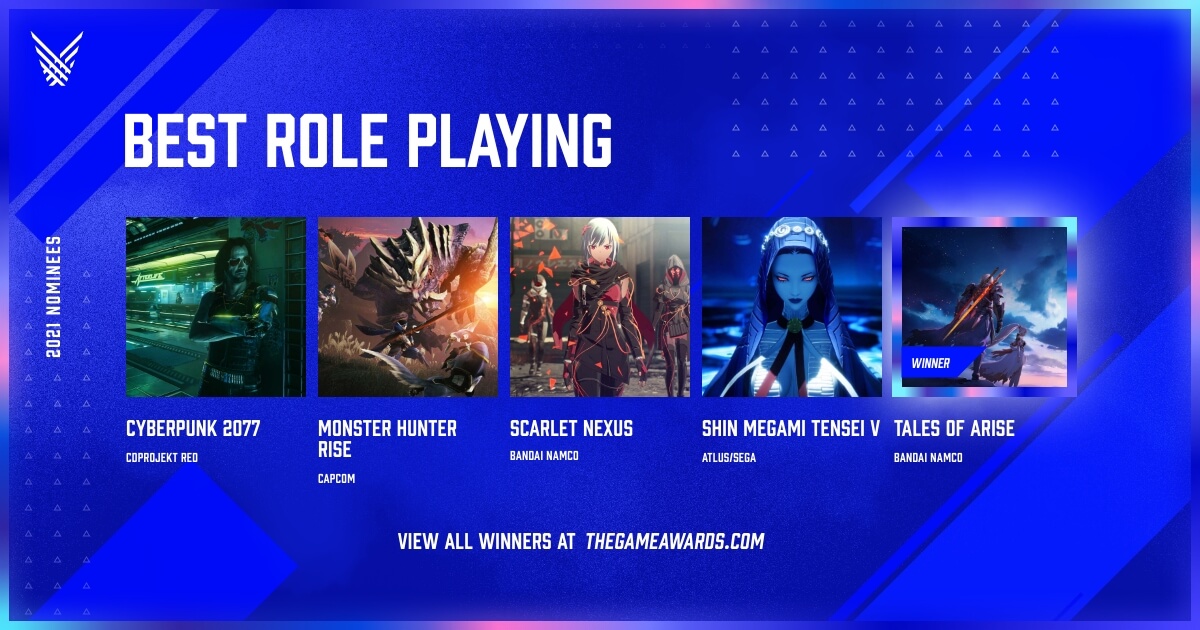 BEST ROLE PLAYING
2021 NOMINEES
AFTERLIFE
WINNER
CYBERPUNK 2077
CDPROJEKT RED
MONSTER HUNTER
RISE
CAPCOM
SCARLET NEXUS
BANDAI NAMCO
SHIN MEGAMI TENSEI V
ATLUS/SEGA
TALES OF ARISE
BANDAI NAMCO
VIEW ALL WINNERS AT THEGAMEAWARDS.COM